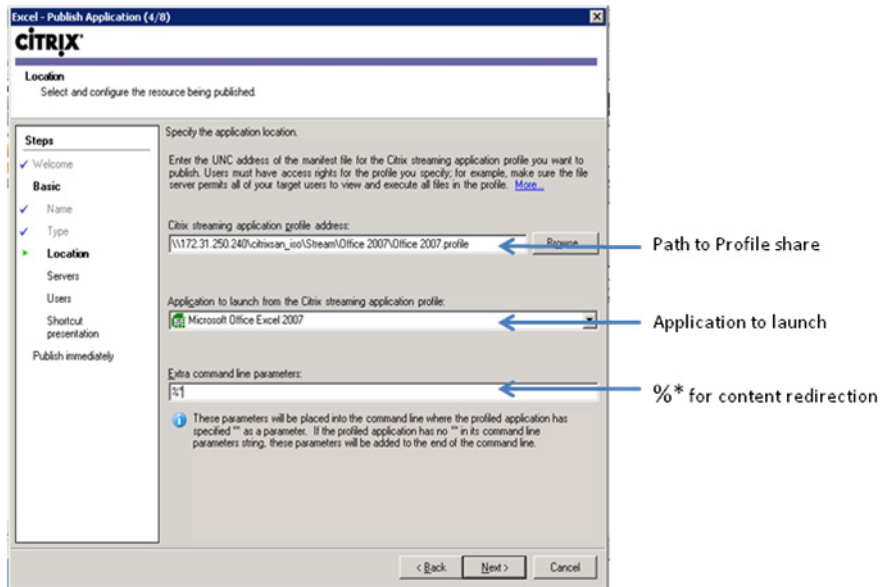 Excel - Publish Application (4/8)
CİTRIX
Location
Select and configure the resource being published.
Steps
Welcome
Basic
Name
Type
Location
Servers
Users
Shortcut
presentation
Publish immediately
Specify the application location.
Enter the UNC address of the manifest file for the Citrix streaming application profile you want to
publish. Users must have access rights for the profile you specify; for example, make sure the file
server permits all of your target users to view and execute all files in the profile. More...
Citrix streaming application profile address:
\\172.31.250.240\citrixsan_iso\Stream\Office 2007\Office 2007.profile
Browse
Path to Profile share
Application to launch from the Citrix streaming application profile:
Microsoft Office Excel 2007
Application to launch
Extra command line parameters:
%*
%* for content redirection
These parameters will be placed into the command line where the profiled application has
specified "" as a parameter. If the profiled application has no "" in its command line
parameters string, these parameters will be added to the end of the command line.
< Back
Next >
Cancel